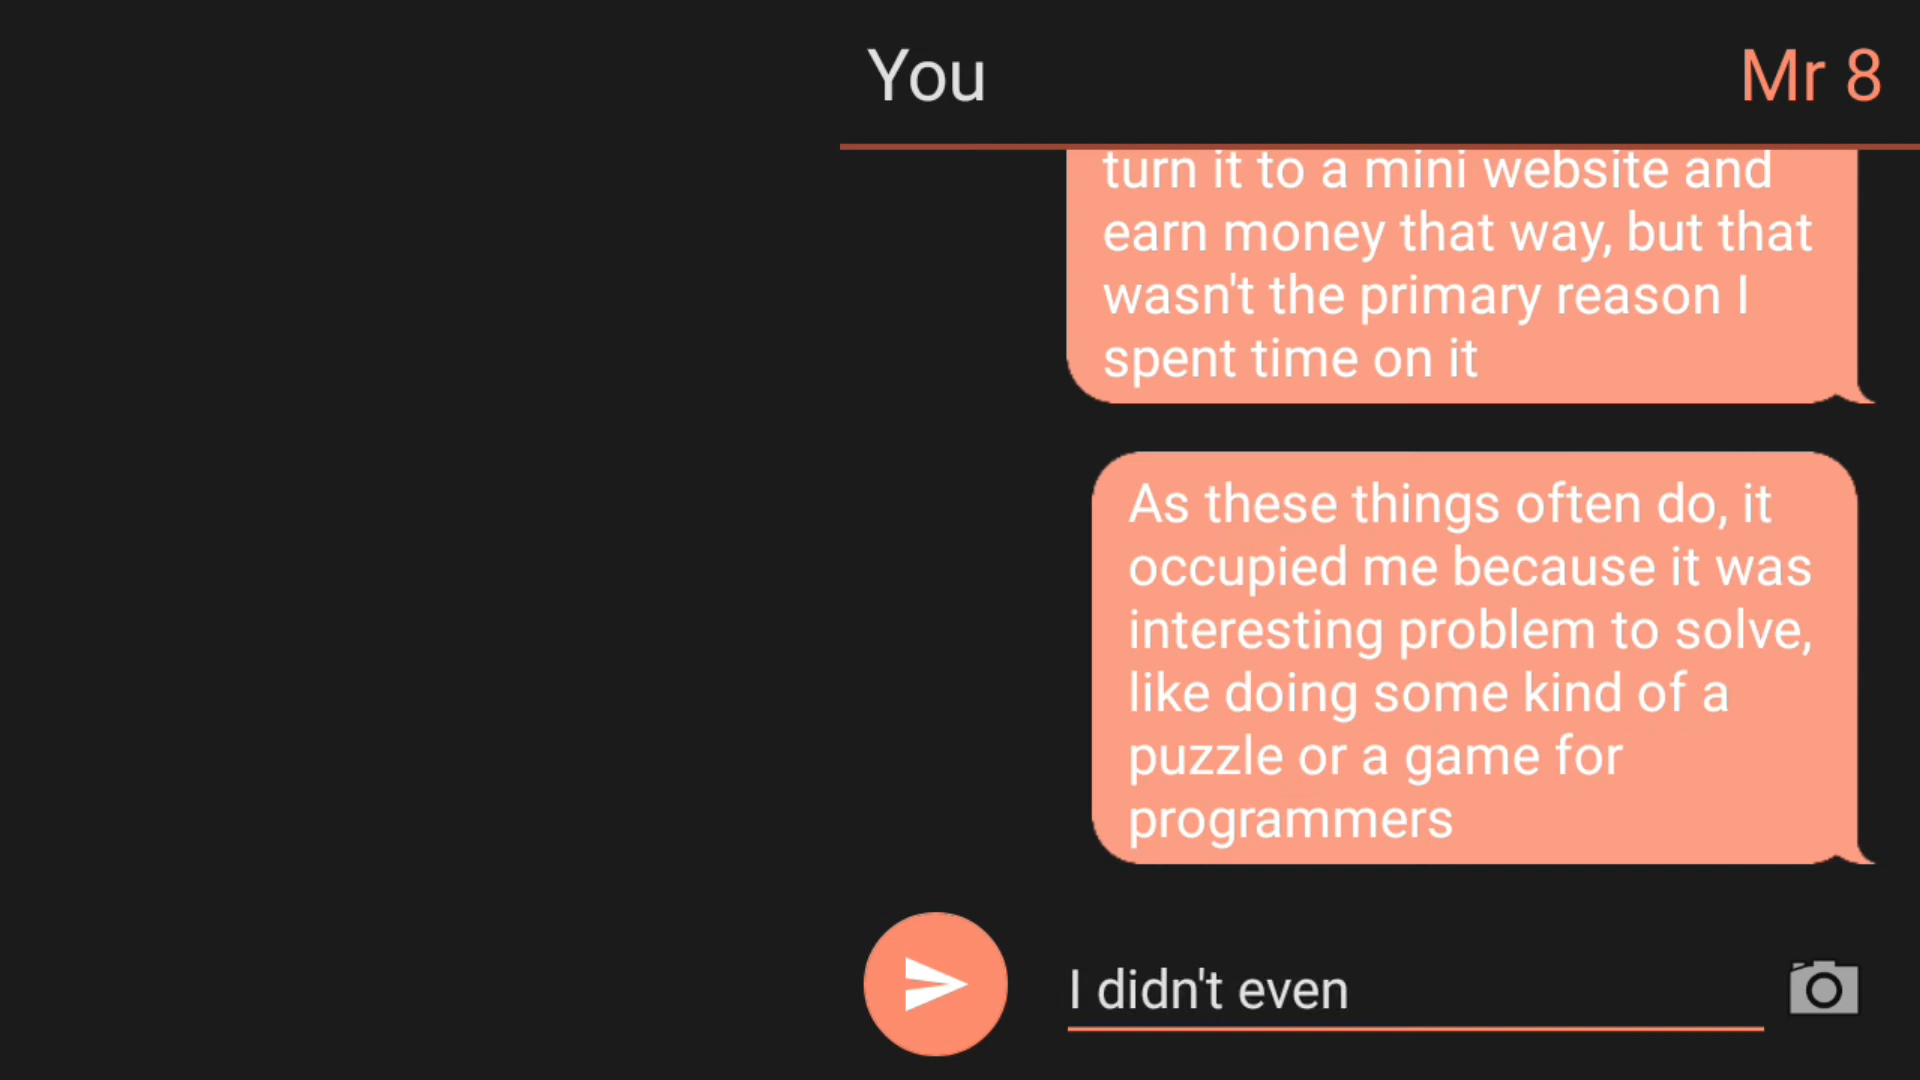 You
Mr 8
turn it to a mini website and
earn money that way, but that
wasn't the primary reason I
spent time on it
As these things often do, it
occupied me because it was
interesting problem to solve,
like doing some kind of a
puzzle or a game for
programmers
I didn't even